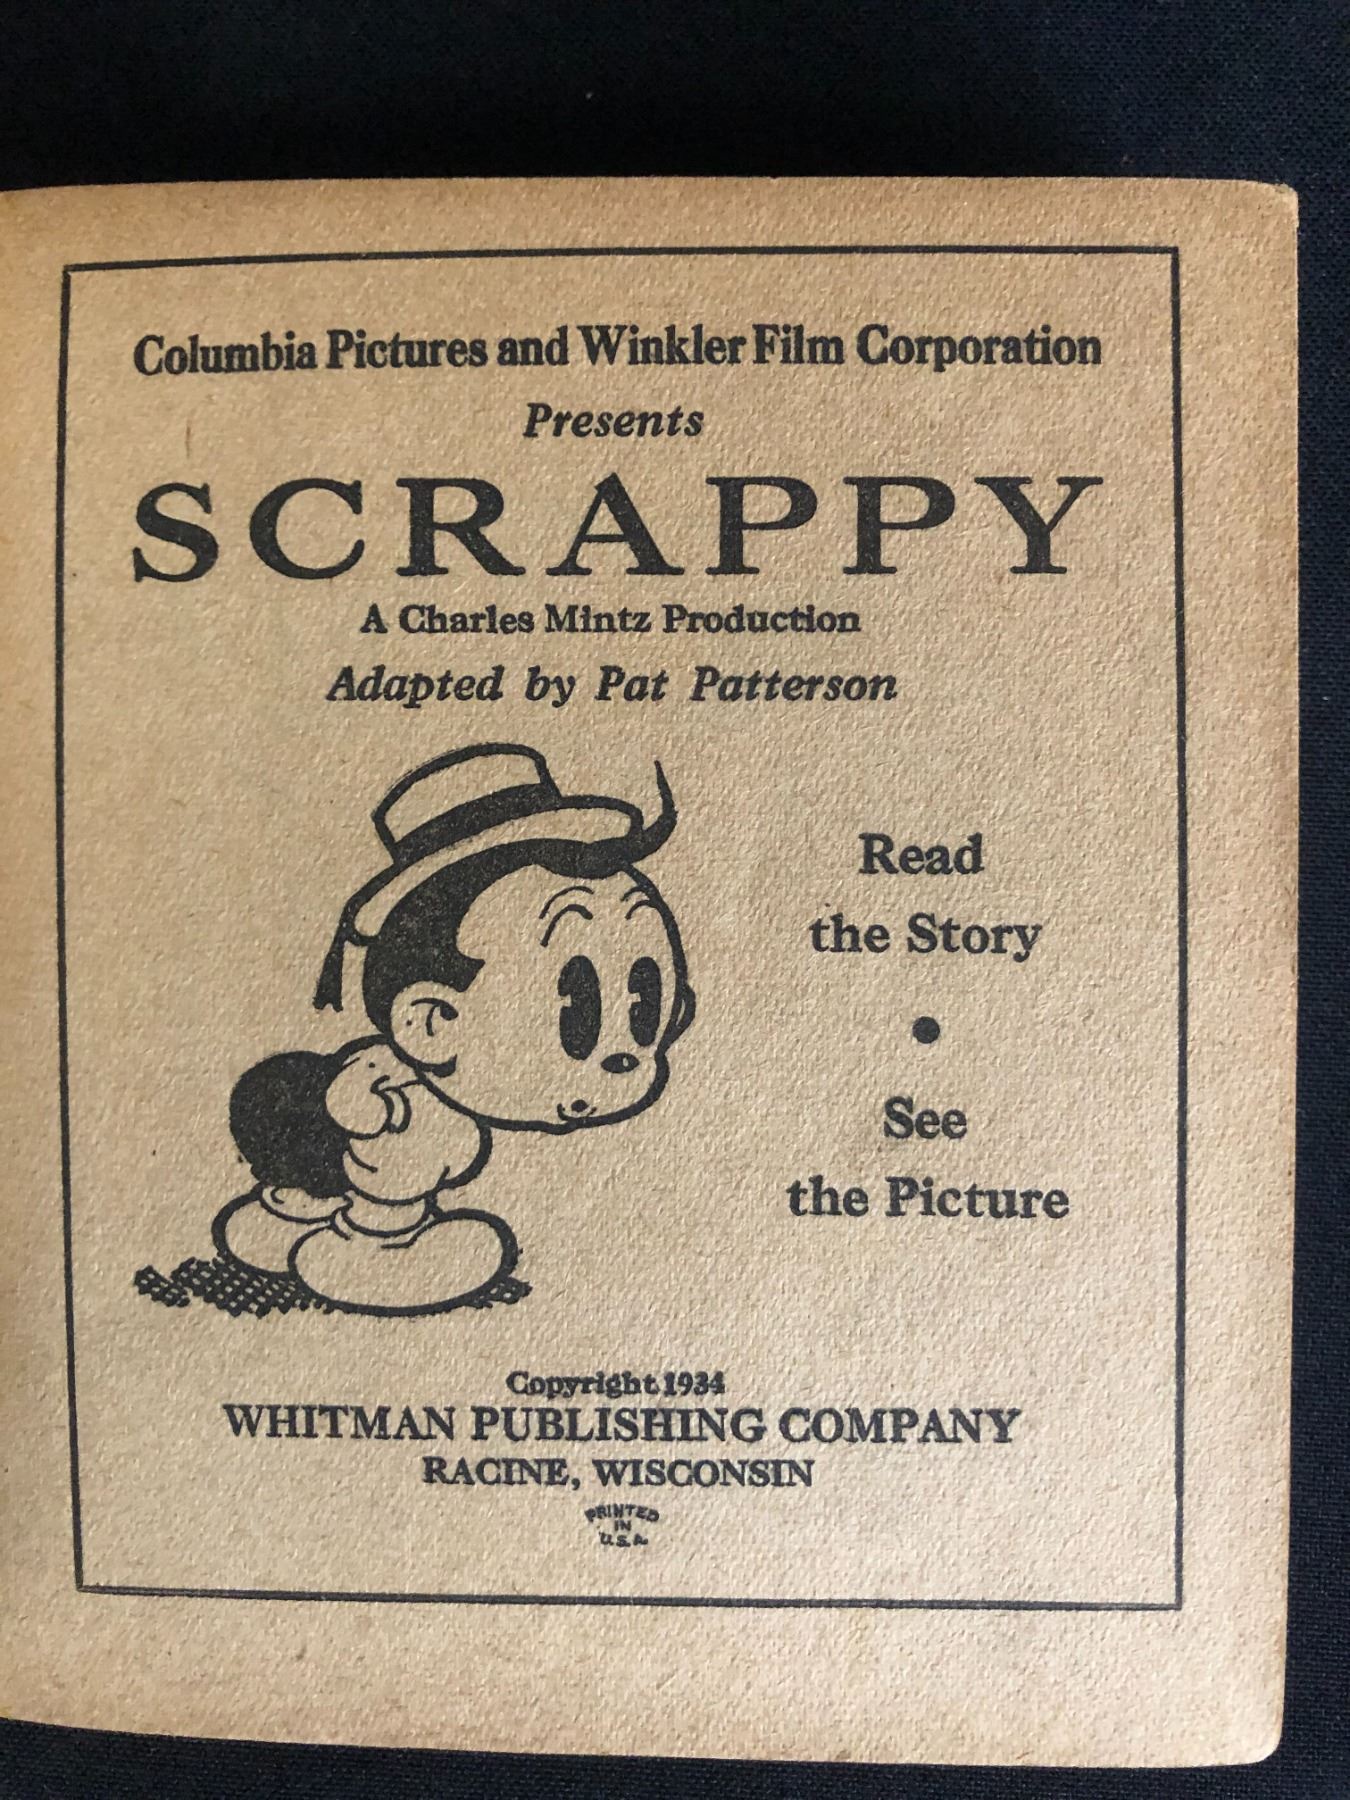 Columbia Pictures and Winkler Film Corporation
Presents
SCRAPPY
A Charles Mintz Production
Adapted by Pat Patterson
Read
the Story
•
See
the Picture
Copyright 1934
WHITMAN PUBLISHING COMPANY
RACINE, WISCONSIN
PRINTED
IN
U.S.A